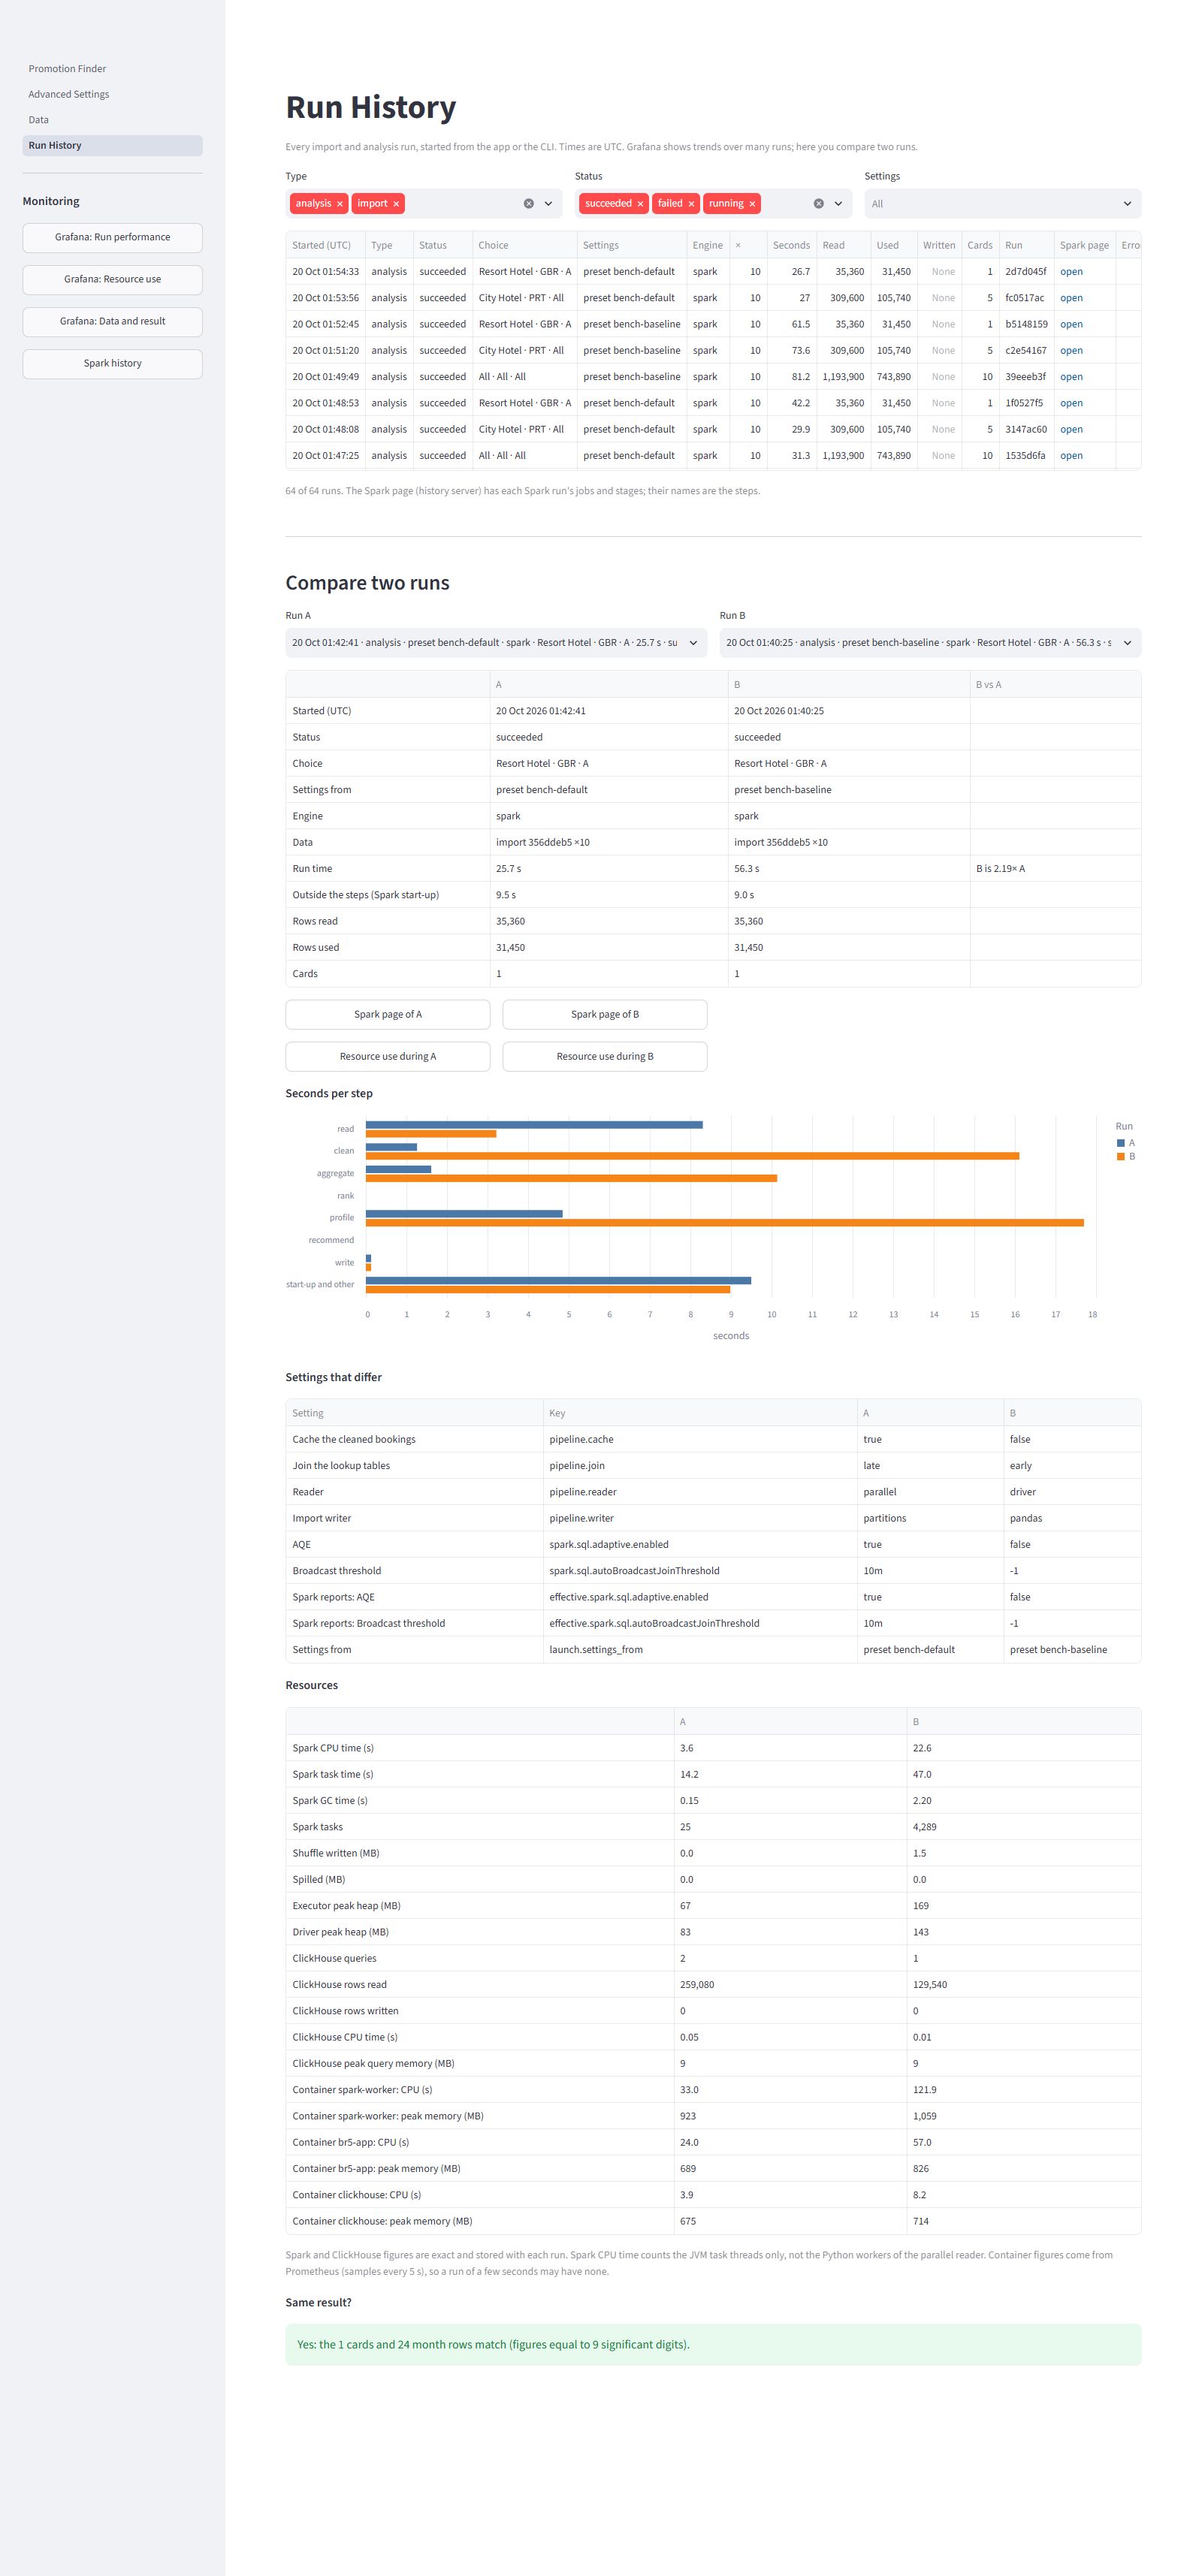 Promotion Finder
Advanced Settings
Data
Run History
Monitoring
Grafana: Run performance
Grafana: Resource use
Grafana: Data and result
Spark history
Run History
Every import and analysis run, started from the app or the CLI. Times are UTC. Grafana shows trends over many runs; here you compare two runs.
Type Status Settings
analysis × import × succeeded × failed × running × All
Started (UTC) Type Status Choice Settings Engine × Seconds Read Used Written Cards Run Spark page Erro
20 Oct 01:54:33 analysis succeeded Resort Hotel · GBR · A preset bench-default spark 10 26.7 35,360 31,450 None 1 2d7d045f open
20 Oct 01:53:56 analysis succeeded City Hotel · PRT · All preset bench-default spark 10 27 309,600 105,740 None 5 fc0517ac open
20 Oct 01:52:45 analysis succeeded Resort Hotel · GBR · A preset bench-baseline spark 10 61.5 35,360 31,450 None 1 b5148159 open
20 Oct 01:51:20 analysis succeeded City Hotel · PRT · All preset bench-baseline spark 10 73.6 309,600 105,740 None 5 c2e54167 open
20 Oct 01:49:49 analysis succeeded All · All · All preset bench-baseline spark 10 81.2 1,193,900 743,890 None 10 39eeeb3f open
20 Oct 01:48:53 analysis succeeded Resort Hotel · GBR · A preset bench-default spark 10 42.2 35,360 31,450 None 1 1f0527f5 open
20 Oct 01:48:08 analysis succeeded City Hotel · PRT · All preset bench-default spark 10 29.9 309,600 105,740 None 5 3147ac60 open
20 Oct 01:47:25 analysis succeeded All · All · All preset bench-default spark 10 31.3 1,193,900 743,890 None 10 1535d6fa open
64 of 64 runs. The Spark page (history server) has each Spark run's jobs and stages; their names are the steps.
Compare two runs
Run A Run B
20 Oct 01:42:41 · analysis · preset bench-default · spark · Resort Hotel · GBR · A · 25.7 s · su 20 Oct 01:40:25 · analysis · preset bench-baseline · spark · Resort Hotel · GBR · A · 56.3 s · s
A B B vs A
Started (UTC) 20 Oct 2026 01:42:41 20 Oct 2026 01:40:25
Status succeeded succeeded
Choice Resort Hotel · GBR · A Resort Hotel · GBR · A
Settings from preset bench-default preset bench-baseline
Engine spark spark
Data import 356ddeb5 ×10 import 356ddeb5 ×10
Run time 25.7 s 56.3 s B is 2.19× A
Outside the steps (Spark start-up) 9.5 s 9.0 s
Rows read 35,360 35,360
Rows used 31,450 31,450
Cards 1 1
Spark page of A Spark page of B
Resource use during A Resource use during B
Seconds per step
read
clean
aggregate
rank
profile
recommend
write
start-up and other
0 1 2 3 4 5 6 7 8 9 10 11 12 13 14 15 16 17 18
seconds
Run
A
B
Settings that differ
Setting Key A B
Cache the cleaned bookings pipeline.cache true false
Join the lookup tables pipeline.join late early
Reader pipeline.reader parallel driver
Import writer pipeline.writer partitions pandas
AQE spark.sql.adaptive.enabled true false
Broadcast threshold spark.sql.autoBroadcastJoinThreshold 10m -1
Spark reports: AQE effective.spark.sql.adaptive.enabled true false
Spark reports: Broadcast threshold effective.spark.sql.autoBroadcastJoinThreshold 10m -1
Settings from launch.settings_from preset bench-default preset bench-baseline
Resources
A B
Spark CPU time (s) 3.6 22.6
Spark task time (s) 14.2 47.0
Spark GC time (s) 0.15 2.20
Spark tasks 25 4,289
Shuffle written (MB) 0.0 1.5
Spilled (MB) 0.0 0.0
Executor peak heap (MB) 67 169
Driver peak heap (MB) 83 143
ClickHouse queries 2 1
ClickHouse rows read 259,080 129,540
ClickHouse rows written 0 0
ClickHouse CPU time (s) 0.05 0.01
ClickHouse peak query memory (MB) 9 9
Container spark-worker: CPU (s) 33.0 121.9
Container spark-worker: peak memory (MB) 923 1,059
Container br5-app: CPU (s) 24.0 57.0
Container br5-app: peak memory (MB) 689 826
Container clickhouse: CPU (s) 3.9 8.2
Container clickhouse: peak memory (MB) 675 714
Spark and ClickHouse figures are exact and stored with each run. Spark CPU time counts the JVM task threads only, not the Python workers of the parallel reader. Container figures come from
Prometheus (samples every 5 s), so a run of a few seconds may have none.
Same result?
Yes: the 1 cards and 24 month rows match (figures equal to 9 significant digits).